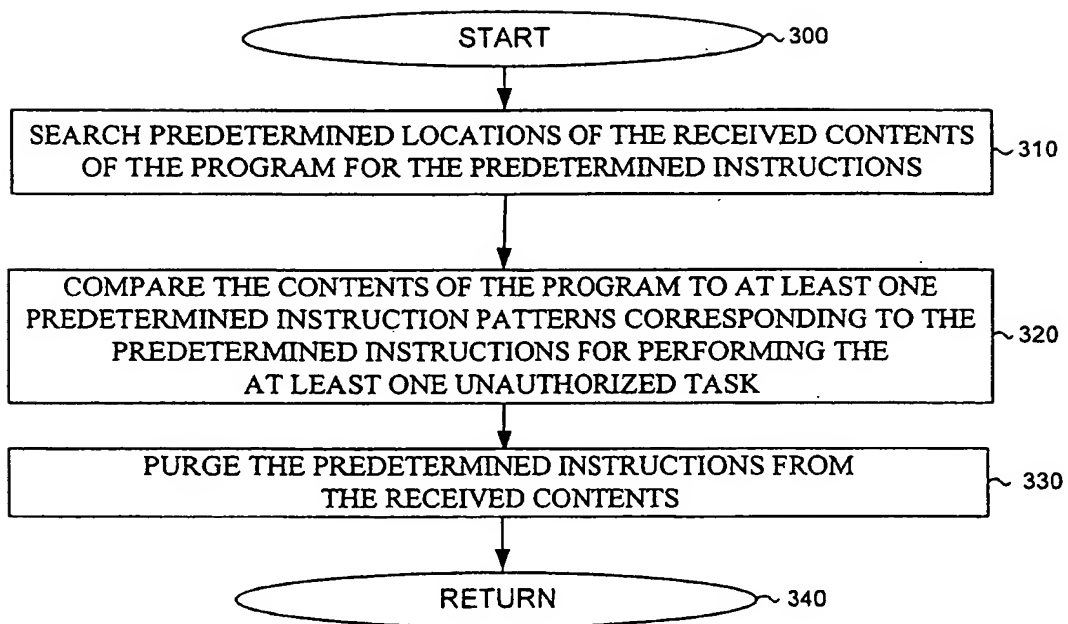 START
300
SEARCH PREDETERMINED LOCATIONS OF THE RECEIVED CONTENTS
OF THE PROGRAM FOR THE PREDETERMINED INSTRUCTIONS
310
COMPARE THE CONTENTS OF THE PROGRAM TO AT LEAST ONE
PREDETERMINED INSTRUCTION PATTERNS CORRESPONDING TO THE
PREDETERMINED INSTRUCTIONS FOR PERFORMING THE
AT LEAST ONE UNAUTHORIZED TASK
320
PURGE THE PREDETERMINED INSTRUCTIONS FROM
THE RECEIVED CONTENTS
330
RETURN
340